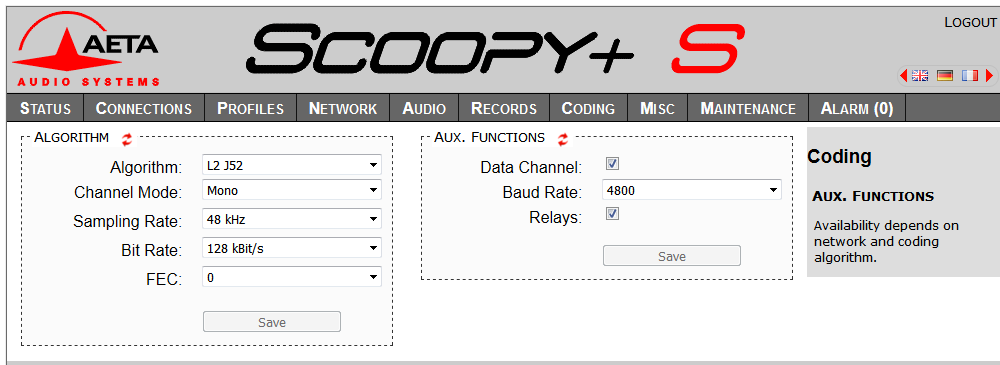 AETA
AUDIO SYSTEMS
SCOOPY+ S
LOGOUT
STATUS CONNECTIONS PROFILES NETWORK AUDIO RECORDS CODING MISC MAINTENANCE ALARM (0)
ALGORITHM
Algorithm: L2 J52
Channel Mode: Mono
Sampling Rate: 48 kHz
Bit Rate: 128 kBit/s
FEC: 0
Save
AUX. FUNCTIONS
Data Channel:
Baud Rate: 4800
Relays:
Save
Coding
AUX. FUNCTIONS
Availability depends on
network and coding
algorithm.